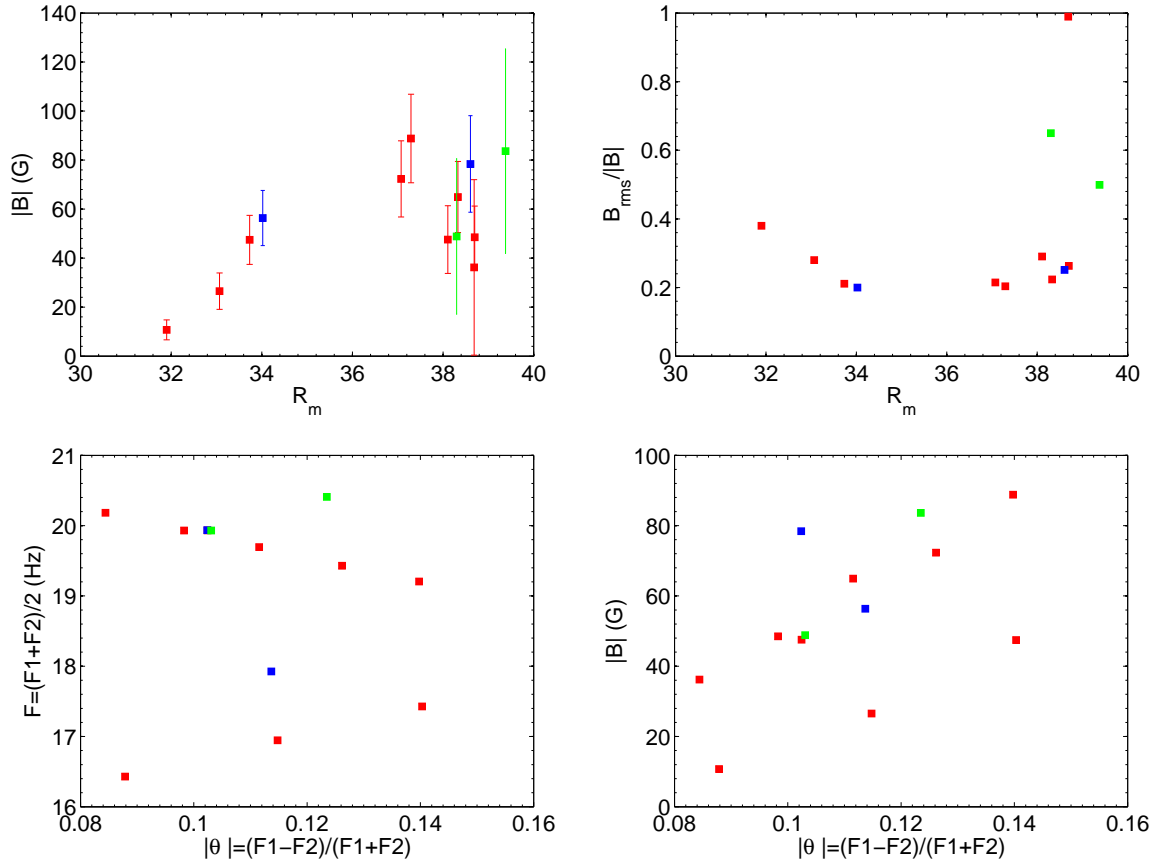 140
120
100
80
60
40
20
0
|B| (G)
30 32 34 36 38 40
R_m
1
0.8
0.6
0.4
0.2
0
B_rms/|B|
30 32 34 36 38 40
R_m
21
20
19
18
17
16
F=(F1+F2)/2 (Hz)
0.08 0.1 0.12 0.14 0.16
|θ |=(F1−F2)/(F1+F2)
100
80
60
40
20
0
|B| (G)
0.08 0.1 0.12 0.14 0.16
|θ |=(F1−F2)/(F1+F2)